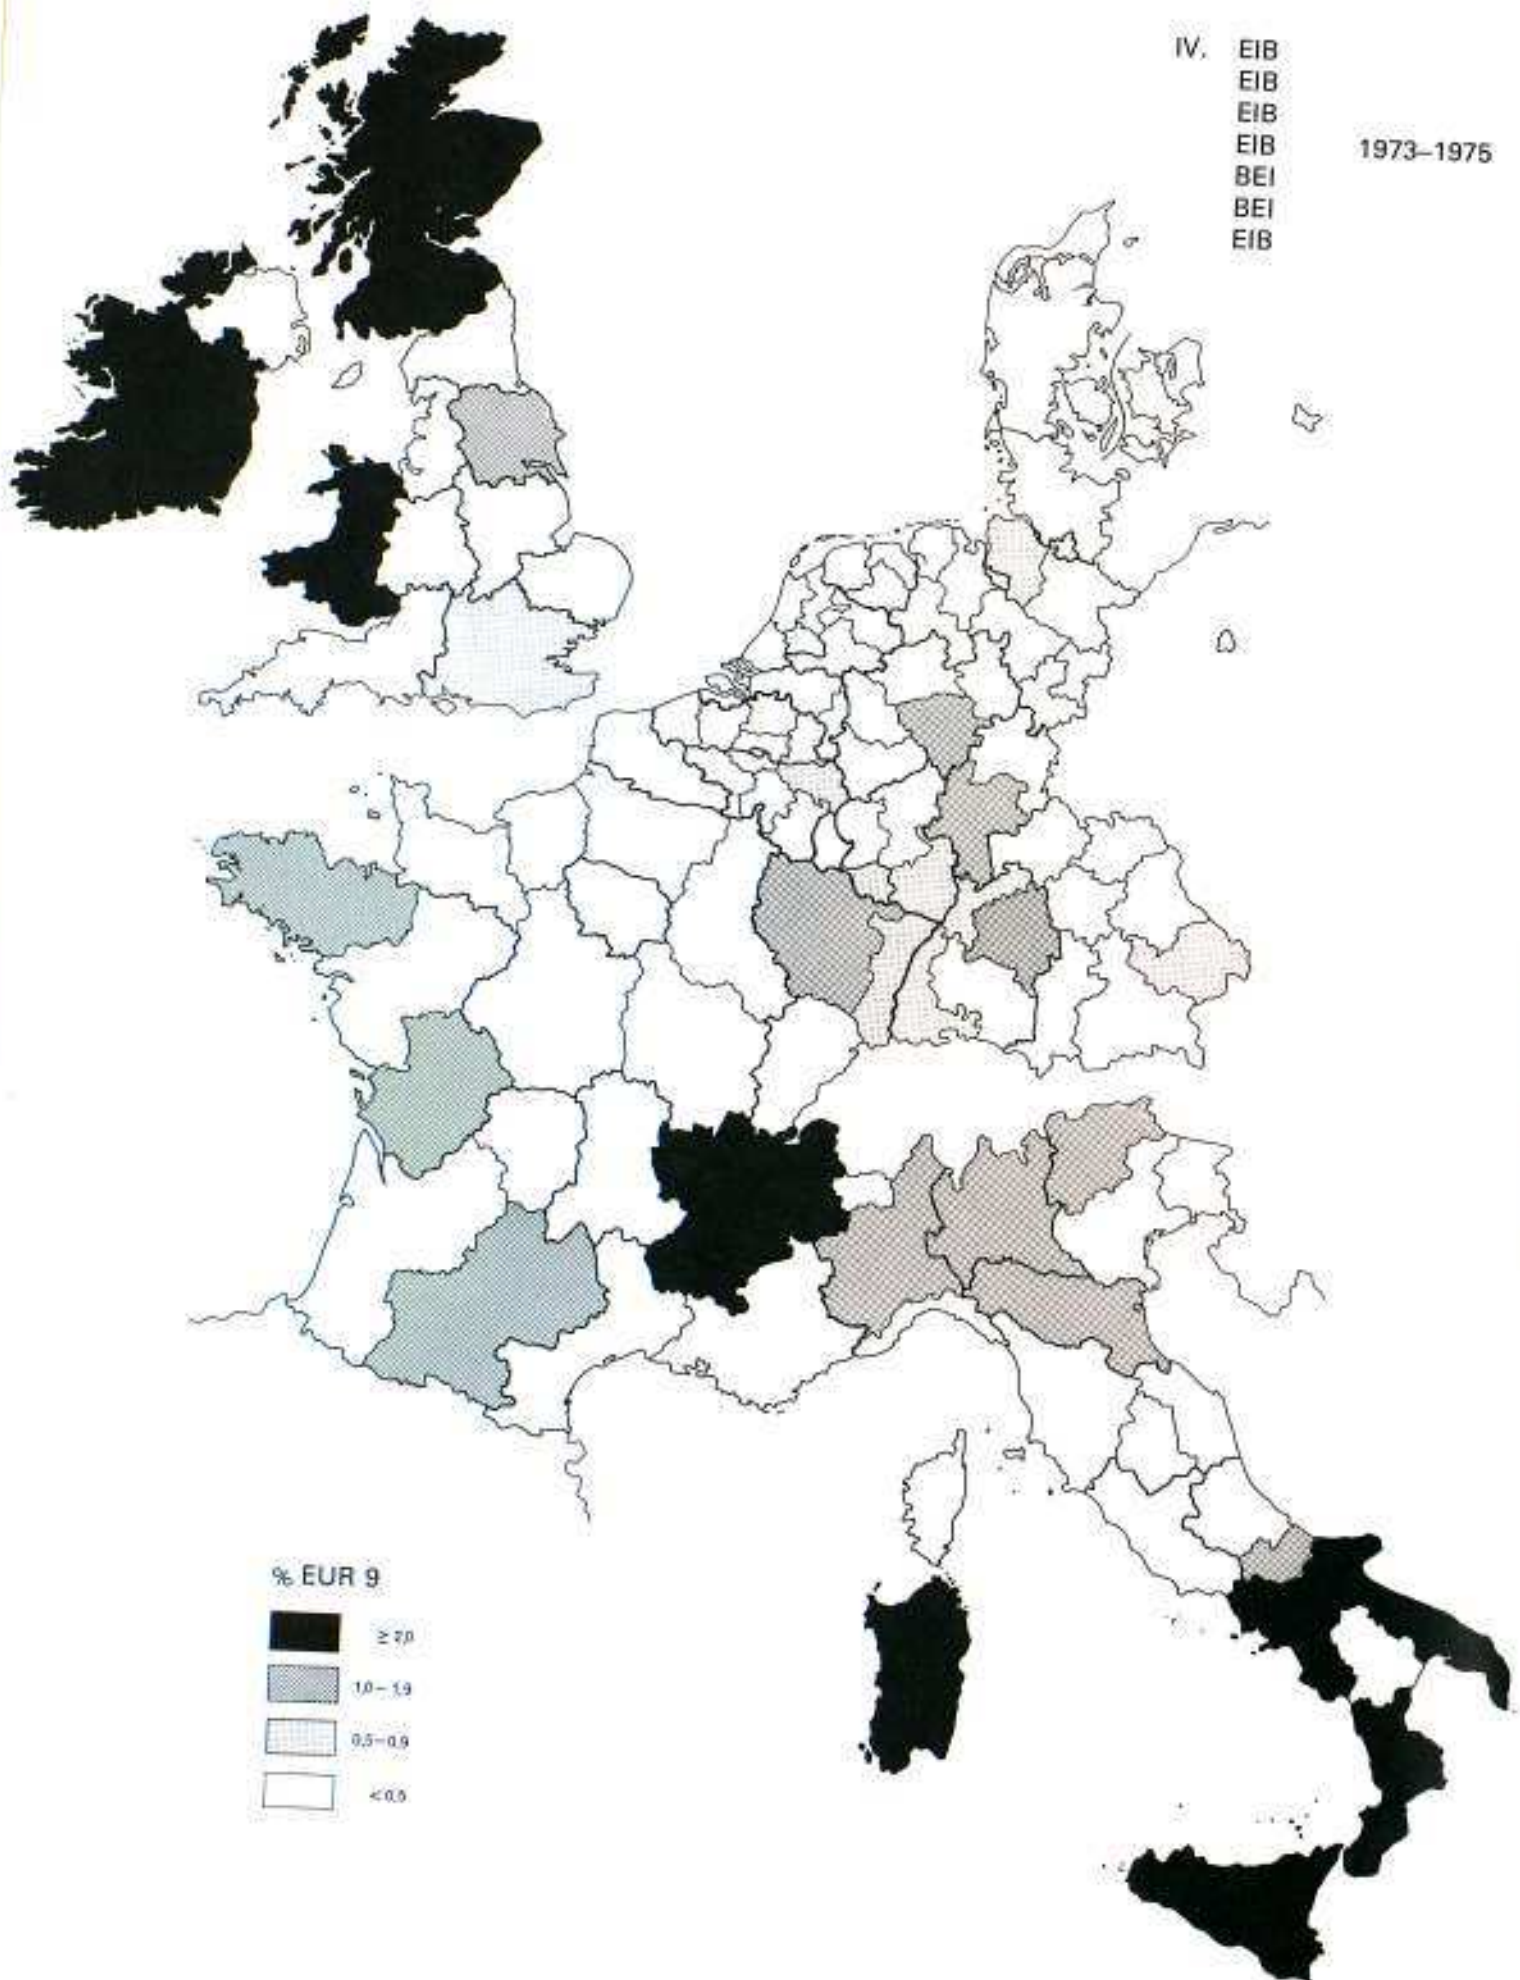 IV. EIB
EIB
EIB
EIB 1973–1975
BEI
BEI
EIB
% EUR 9
≥ 2,0
1,0 – 1,9
0,5 – 0,9
< 0,5